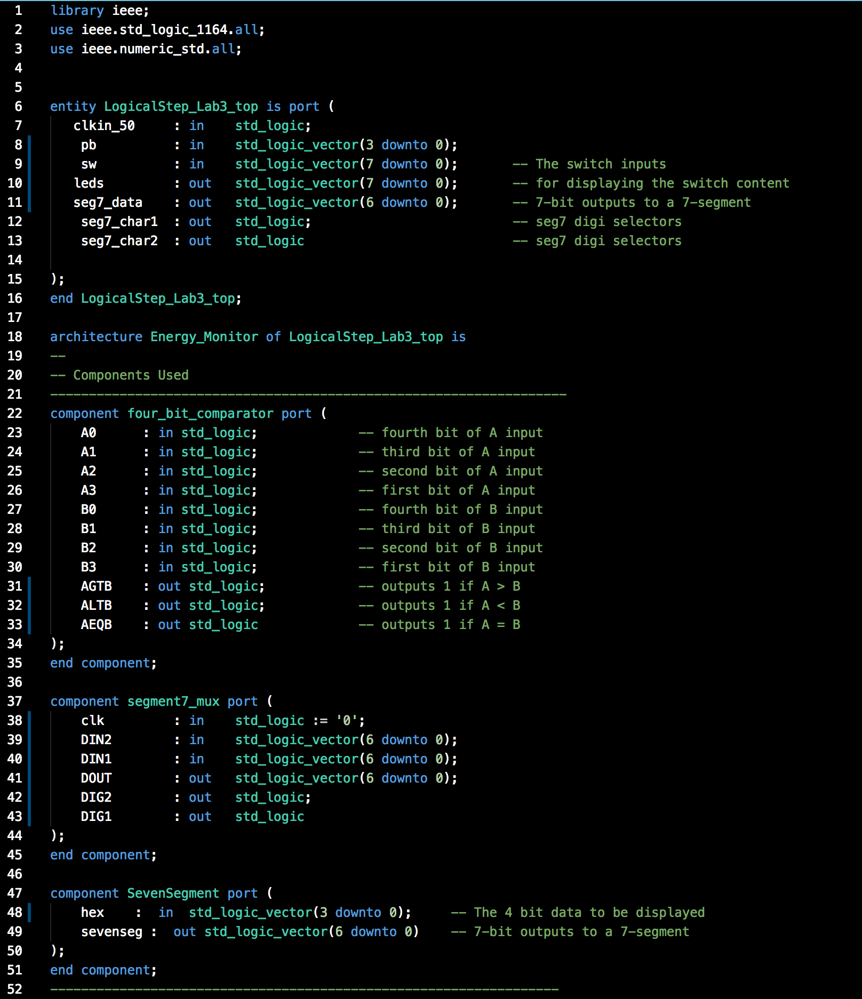 1 library ieee;
2 use ieee.std_logic_1164.all;
3 use ieee.numeric_std.all;
4
5
6 entity LogicalStep_Lab3_top is port (
7 clkin_50 : in std_logic;
8 pb : in std_logic_vector(3 downto 0);
9 sw : in std_logic_vector(7 downto 0); -- The switch inputs
10 leds : out std_logic_vector(7 downto 0); -- for displaying the switch content
11 seg7_data : out std_logic_vector(6 downto 0); -- 7-bit outputs to a 7-segment
12 seg7_char1 : out std_logic; -- seg7 digi selectors
13 seg7_char2 : out std_logic -- seg7 digi selectors
14
15 );
16 end LogicalStep_Lab3_top;
17
18 architecture Energy_Monitor of LogicalStep_Lab3_top is
19 --
20 -- Components Used
21 -------------------------------------------------------------------
22 component four_bit_comparator port (
23 A0 : in std_logic; -- fourth bit of A input
24 A1 : in std_logic; -- third bit of A input
25 A2 : in std_logic; -- second bit of A input
26 A3 : in std_logic; -- first bit of A input
27 B0 : in std_logic; -- fourth bit of B input
28 B1 : in std_logic; -- third bit of B input
29 B2 : in std_logic; -- second bit of B input
30 B3 : in std_logic; -- first bit of B input
31 AGTB : out std_logic; -- outputs 1 if A > B
32 ALTB : out std_logic; -- outputs 1 if A < B
33 AEQB : out std_logic -- outputs 1 if A = B
34 );
35 end component;
36
37 component segment7_mux port (
38 clk : in std_logic := '0';
39 DIN2 : in std_logic_vector(6 downto 0);
40 DIN1 : in std_logic_vector(6 downto 0);
41 DOUT : out std_logic_vector(6 downto 0);
42 DIG2 : out std_logic;
43 DIG1 : out std_logic
44 );
45 end component;
46
47 component SevenSegment port (
48 hex : in std_logic_vector(3 downto 0); -- The 4 bit data to be displayed
49 sevenseg : out std_logic_vector(6 downto 0) -- 7-bit outputs to a 7-segment
50 );
51 end component;
52 ------------------------------------------------------------------